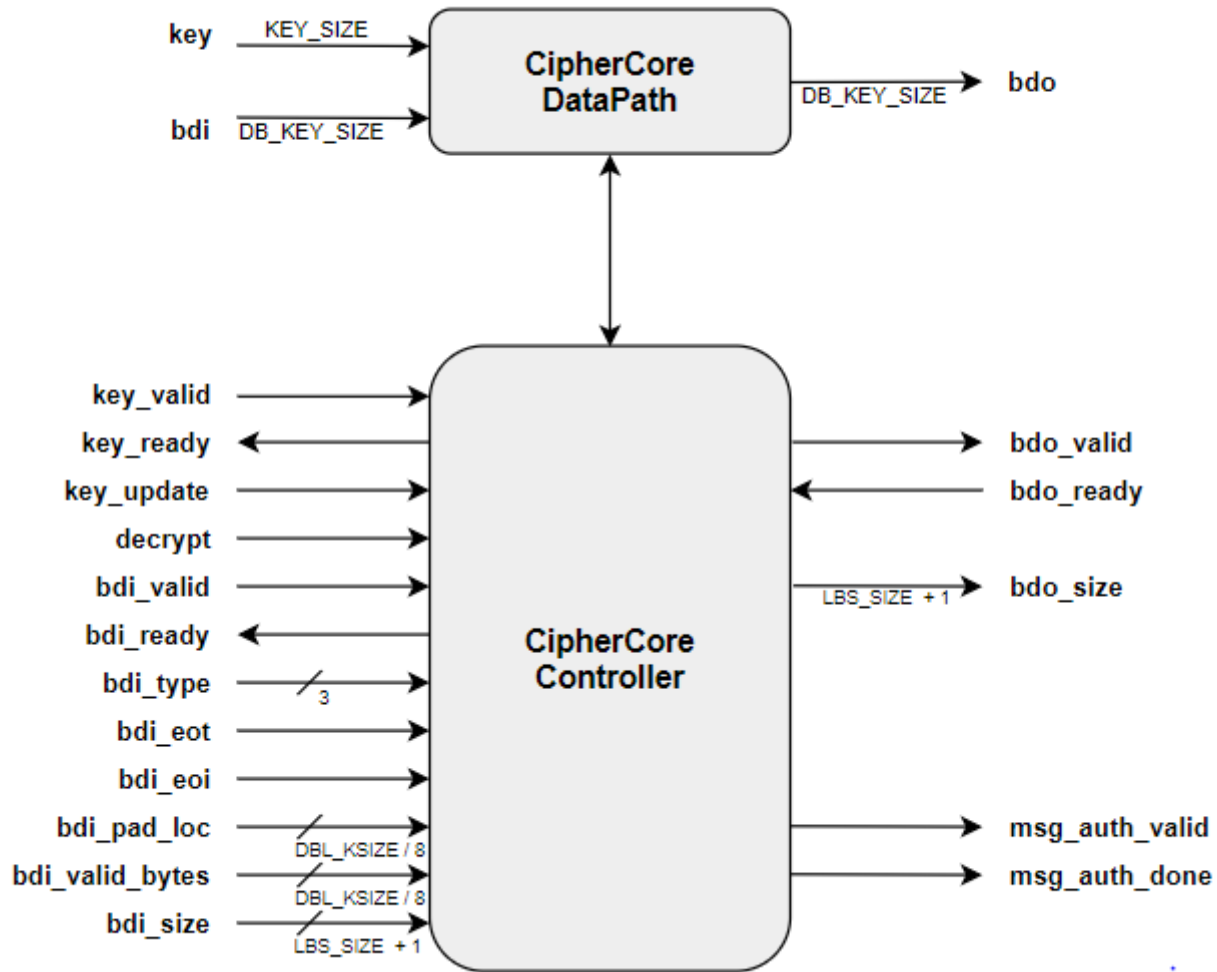 key
KEY_SIZE
CipherCore
DataPath
bdi
DB_KEY_SIZE
DB_KEY_SIZE
bdo
key_valid
key_ready
key_update
decrypt
bdi_valid
bdi_ready
bdi_type
3
bdi_eot
bdi_eoi
bdi_pad_loc
DBL_KSIZE / 8
bdi_valid_bytes
DBL_KSIZE / 8
bdi_size
LBS_SIZE + 1
CipherCore
Controller
bdo_valid
bdo_ready
LBS_SIZE + 1
bdo_size
msg_auth_valid
msg_auth_done